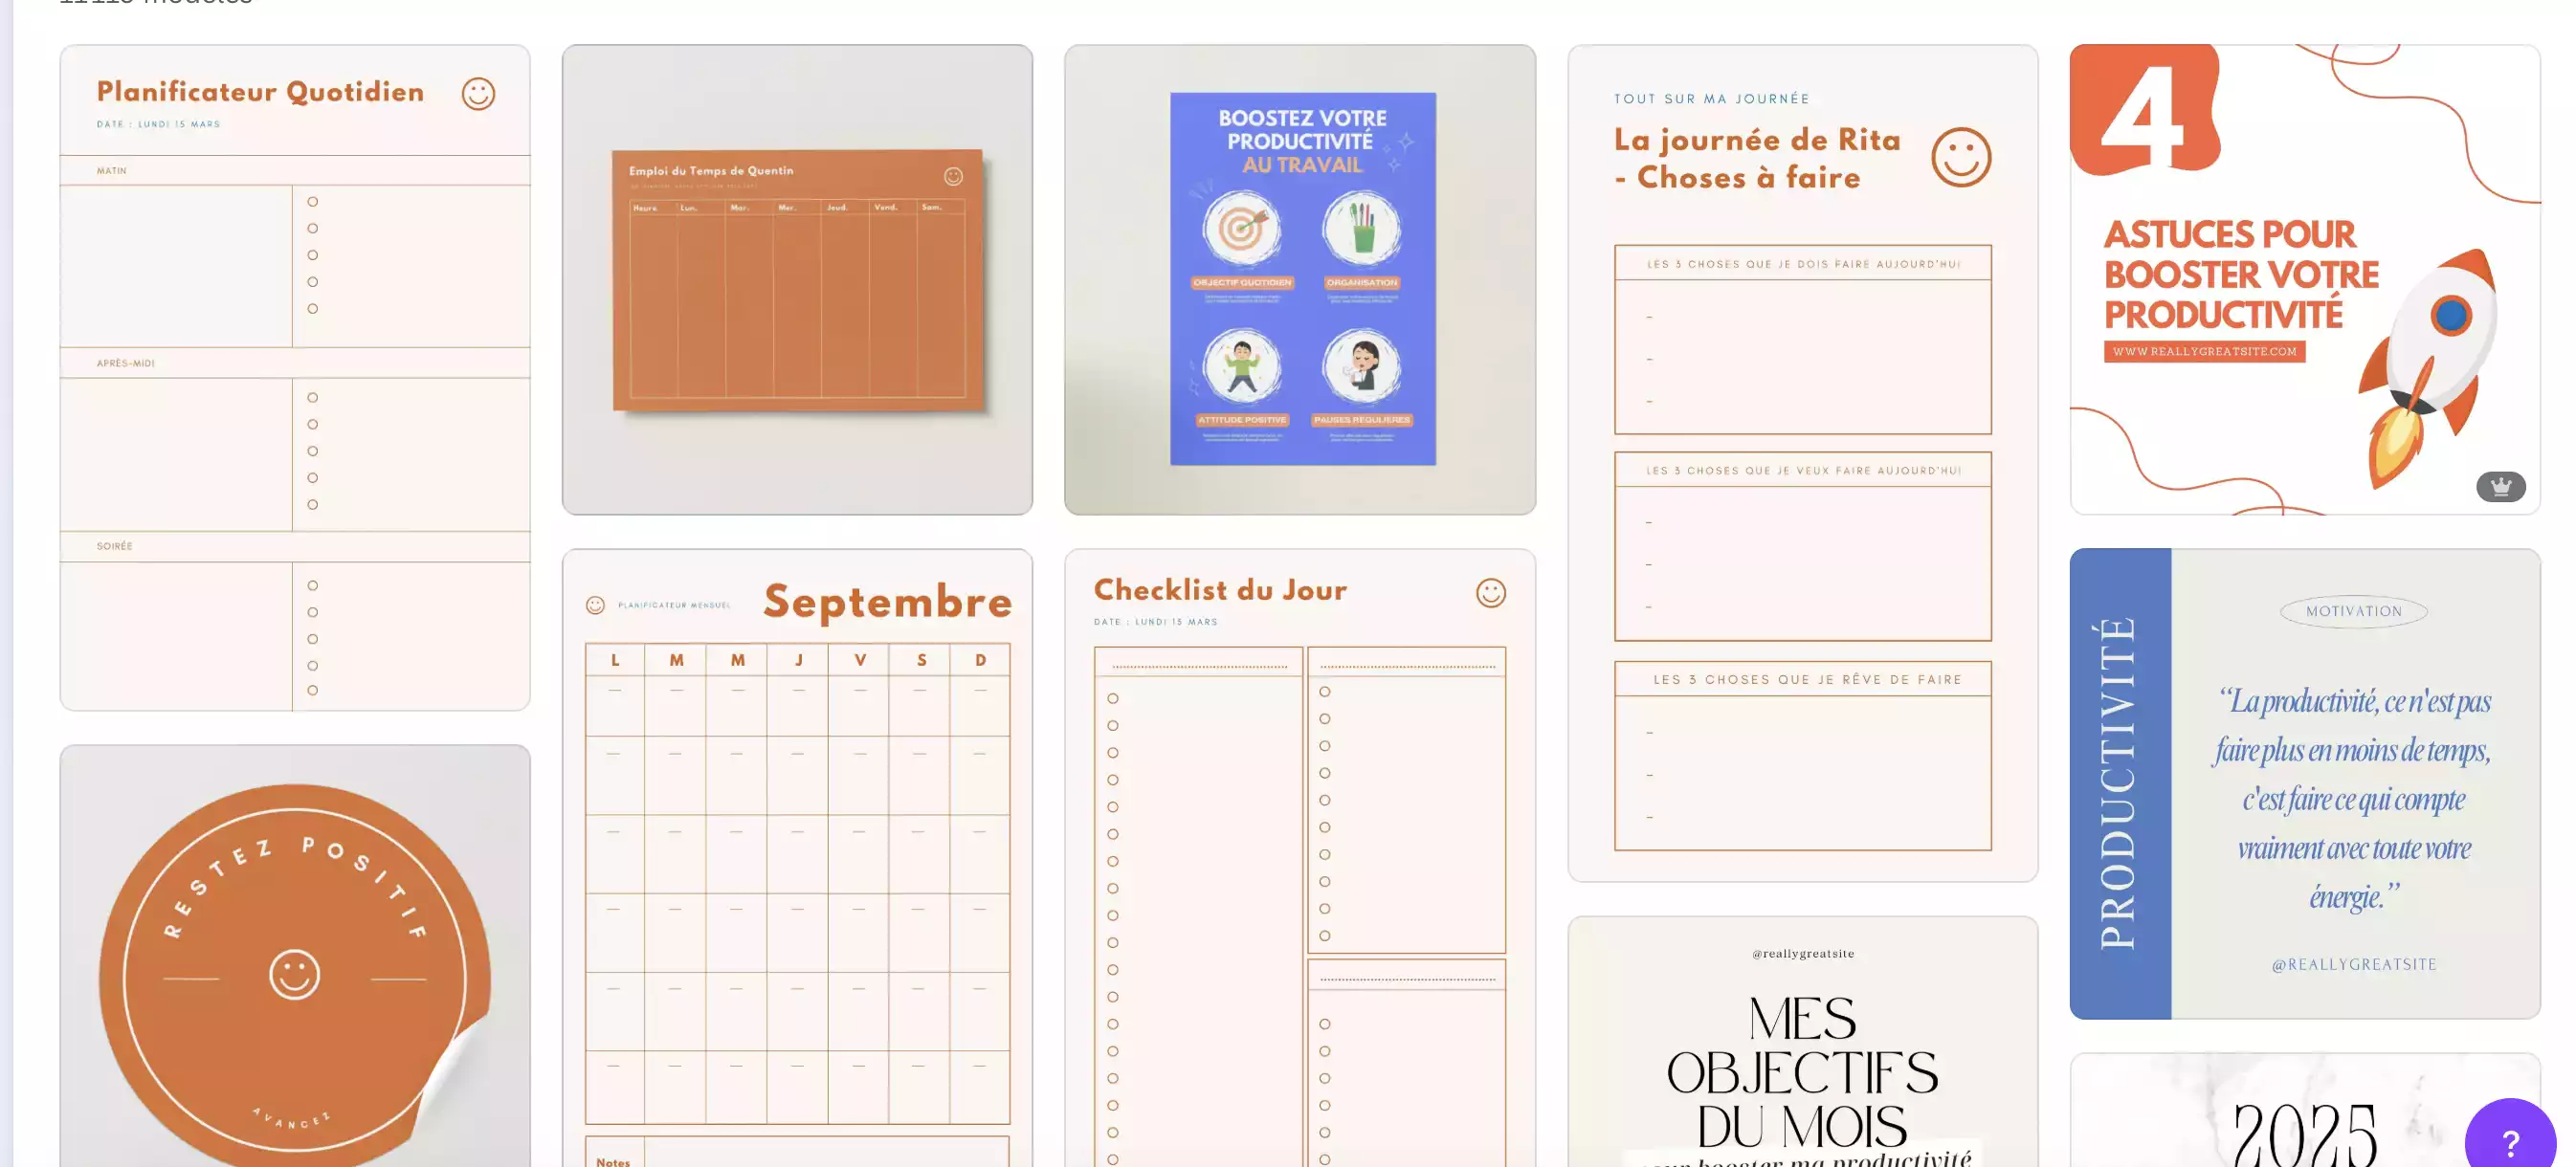 Planificateur Quotidien
DATE : LUNDI 15 MARS
MATIN
APRÈS-MIDI
SOIRÉE
RESTEZ POSITIF
AVANCEZ
Emploi du Temps de Quentin
Heure Lun. Mar. Mer. Jeud. Vend. Sam.
PLANIFICATEUR MENSUEL
Septembre
L M M J V S D
Notes
BOOSTEZ VOTRE
PRODUCTIVITÉ
AU TRAVAIL
OBJECTIF QUOTIDIEN
ORGANISATION
ATTITUDE POSITIVE
PAUSES REGULIERES
Checklist du Jour
DATE : LUNDI 15 MARS
TOUT SUR MA JOURNÉE
La journée de Rita
- Choses à faire
LES 3 CHOSES QUE JE DOIS FAIRE AUJOURD'HUI
LES 3 CHOSES QUE JE VEUX FAIRE AUJOURD'HUI
LES 3 CHOSES QUE JE RÊVE DE FAIRE
@reallygreatsite
MES
OBJECTIFS
DU MOIS
booster ma productivité
4
ASTUCES POUR
BOOSTER VOTRE
PRODUCTIVITÉ
WWW.REALLYGREATSITE.COM
PRODUCTIVITÉ
MOTIVATION
“La productivité, ce n'est pas
faire plus en moins de temps,
c'est faire ce qui compte
vraiment avec toute votre
énergie.”
@REALLYGREATSITE
2025
?